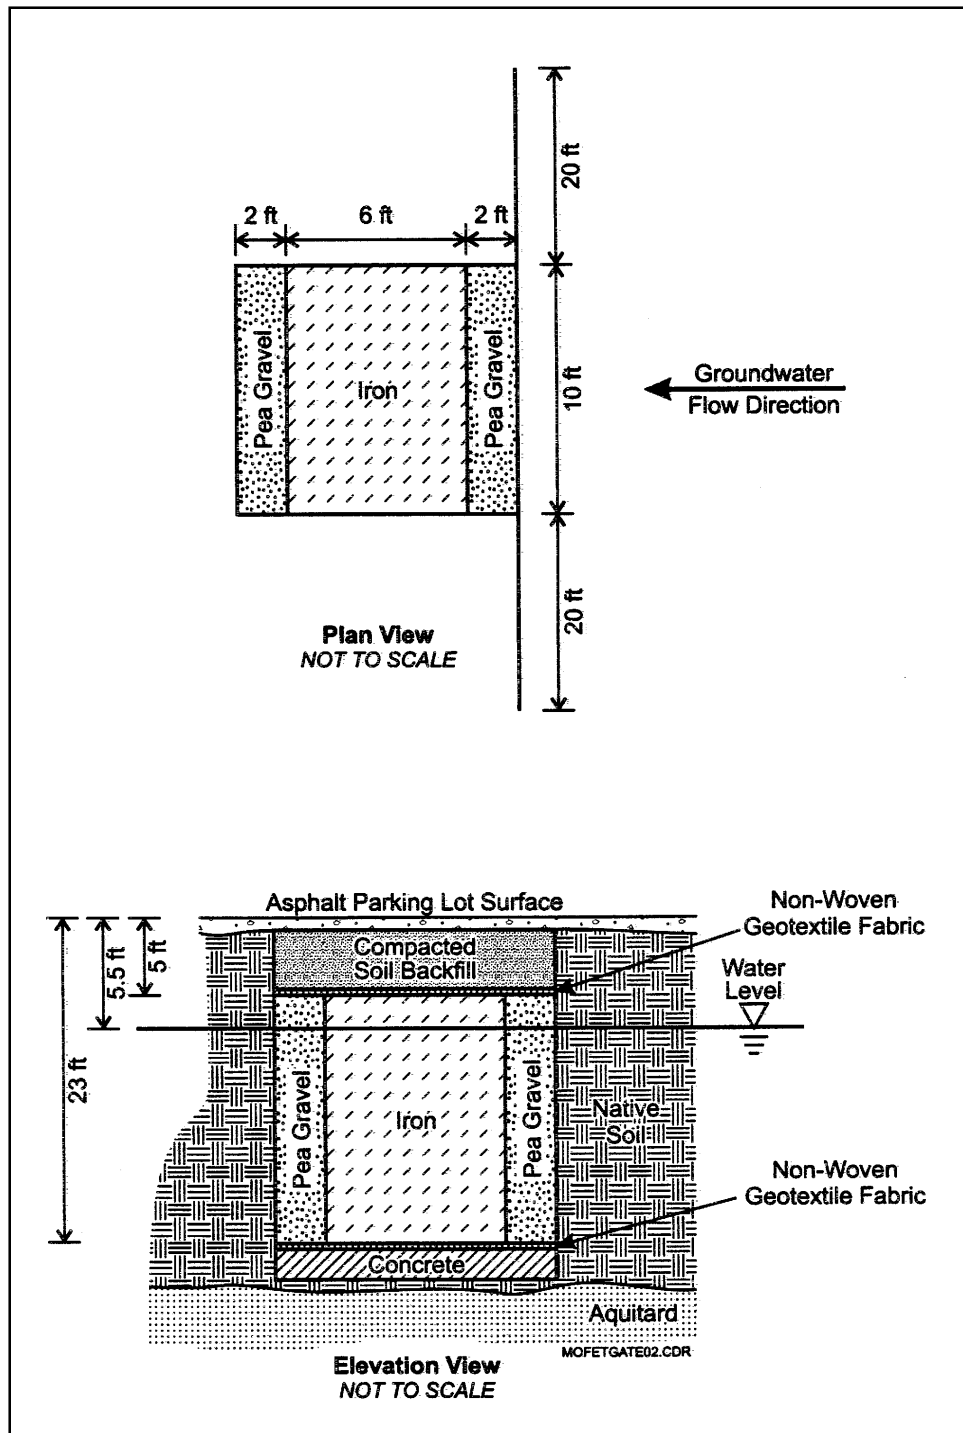 20 ft
2 ft
6 ft
2 ft
Pea Gravel
Iron
Pea Gravel
10 ft
Groundwater
Flow Direction
20 ft
Plan View
NOT TO SCALE
Asphalt Parking Lot Surface
Non-Woven
Geotextile Fabric
Compacted
Soil Backfill
5 ft
5.5 ft
Water
Level
23 ft
Pea Gravel
Iron
Pea Gravel
Native
Soil
Non-Woven
Geotextile Fabric
Concrete
Aquitard
MOFETGATE02.CDR
Elevation View
NOT TO SCALE